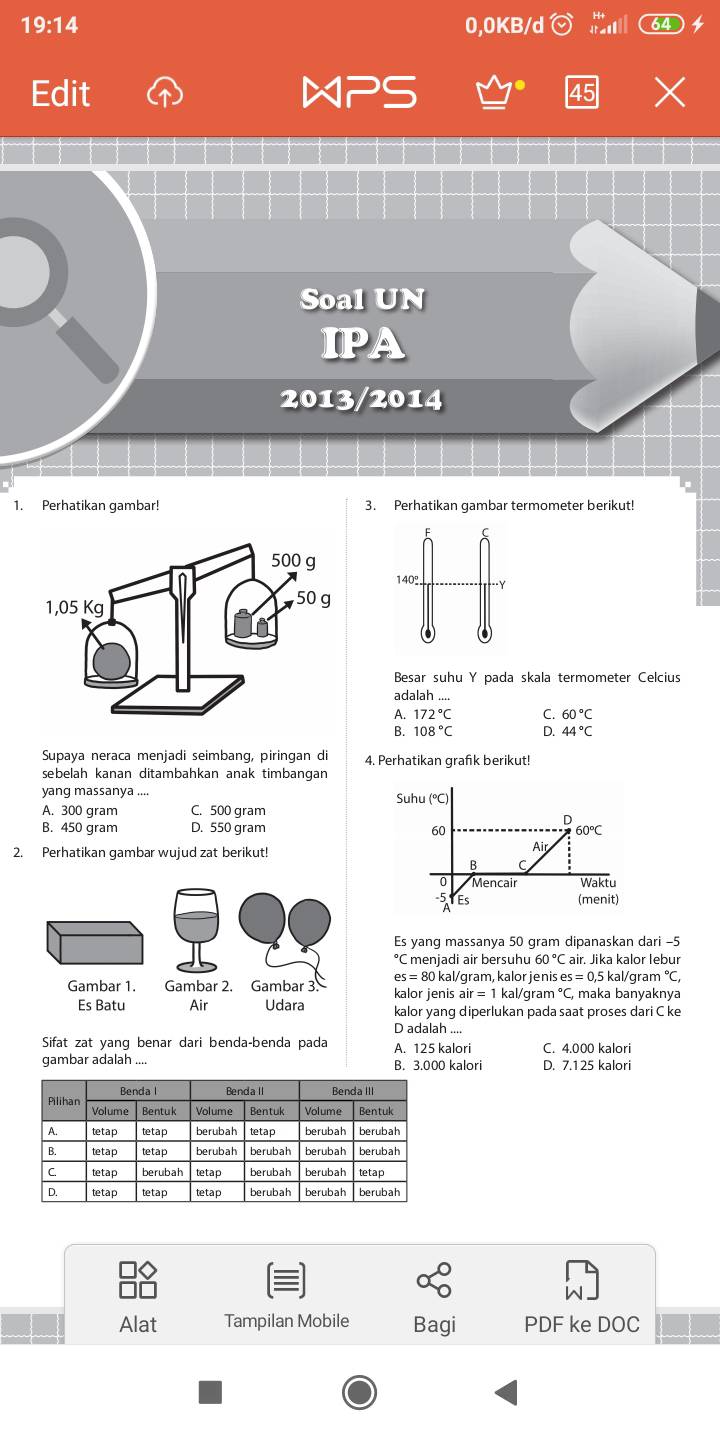 19:14
0,0KB/d
H+
64
Edit
WPS
45
Soal UN
IPA
2013/2014
1. Perhatikan gambar!
500 g
50 g
1,05 Kg
Supaya neraca menjadi seimbang, piringan di
sebelah kanan ditambahkan anak timbangan
yang massanya ....
A. 300 gram C. 500 gram
B. 450 gram D. 550 gram
2. Perhatikan gambar wujud zat berikut!
Gambar 1. Gambar 2. Gambar 3.
Es Batu Air Udara
Sifat zat yang benar dari benda-benda pada
gambar adalah ....
Pilihan Benda I Benda II Benda III
Volume Bentuk Volume Bentuk Volume Bentuk
A. tetap tetap berubah tetap berubah berubah
B. tetap tetap berubah berubah berubah berubah
C. tetap berubah tetap berubah berubah tetap
D. tetap tetap tetap berubah berubah berubah
3. Perhatikan gambar termometer berikut!
F C
140° Y
Besar suhu Y pada skala termometer Celcius
adalah ....
A. 172 °C C. 60 °C
B. 108 °C D. 44 °C
4. Perhatikan grafik berikut!
Suhu (°C)
D
60 60°C
Air
B C
0 Mencair Waktu
-5 Es (menit)
A
Es yang massanya 50 gram dipanaskan dari –5
°C menjadi air bersuhu 60 °C air. Jika kalor lebur
es = 80 kal/gram, kalor jenis es = 0,5 kal/gram °C,
kalor jenis air = 1 kal/gram °C, maka banyaknya
kalor yang diperlukan pada saat proses dari C ke
D adalah ....
A. 125 kalori C. 4.000 kalori
B. 3.000 kalori D. 7.125 kalori
Alat Tampilan Mobile Bagi PDF ke DOC